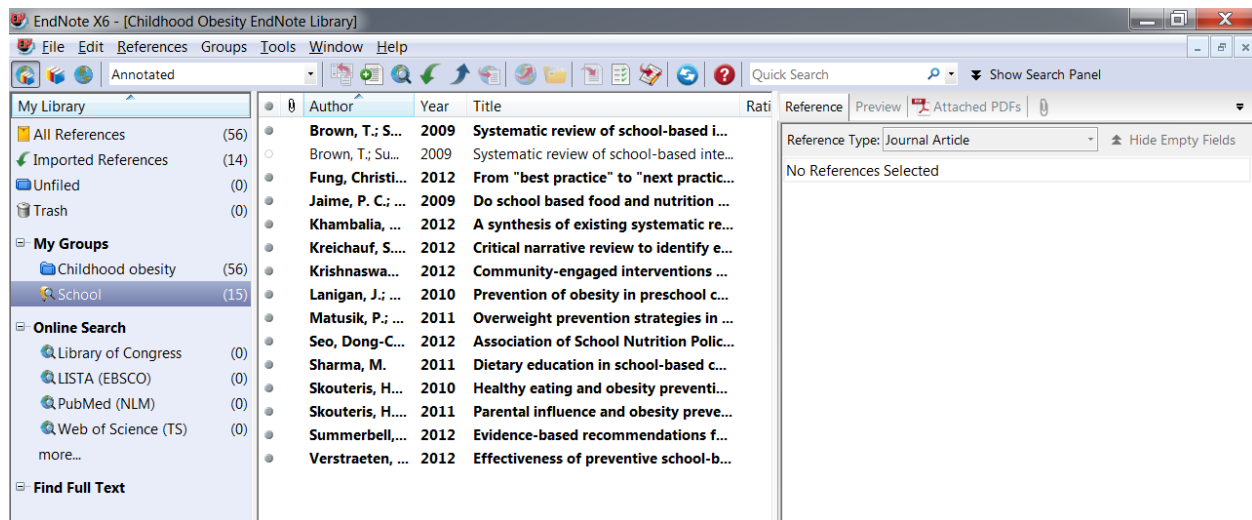 EndNote X6 - [Childhood Obesity EndNote Library]
File Edit References Groups Tools Window Help
Annotated Quick Search Show Search Panel
My Library
All References (56)
Imported References (14)
Unfiled (0)
Trash (0)
My Groups
Childhood obesity (56)
School (15)
Online Search
Library of Congress (0)
LISTA (EBSCO) (0)
PubMed (NLM) (0)
Web of Science (TS) (0)
more...
Find Full Text
Author Year Title Rati
Brown, T.; S... 2009 Systematic review of school-based i...
Brown, T.; Su... 2009 Systematic review of school-based inte...
Fung, Christi... 2012 From "best practice" to "next practic...
Jaime, P. C.; ... 2009 Do school based food and nutrition ...
Khambalia, ... 2012 A synthesis of existing systematic re...
Kreichauf, S.... 2012 Critical narrative review to identify e...
Krishnaswa... 2012 Community-engaged interventions ...
Lanigan, J.; ... 2010 Prevention of obesity in preschool c...
Matusik, P.; ... 2011 Overweight prevention strategies in ...
Seo, Dong-C... 2012 Association of School Nutrition Polic...
Sharma, M. 2011 Dietary education in school-based c...
Skouteris, H... 2010 Healthy eating and obesity preventi...
Skouteris, H.... 2011 Parental influence and obesity preve...
Summerbell,... 2012 Evidence-based recommendations f...
Verstraeten, ... 2012 Effectiveness of preventive school-b...
Reference Preview Attached PDFs
Reference Type: Journal Article Hide Empty Fields
No References Selected